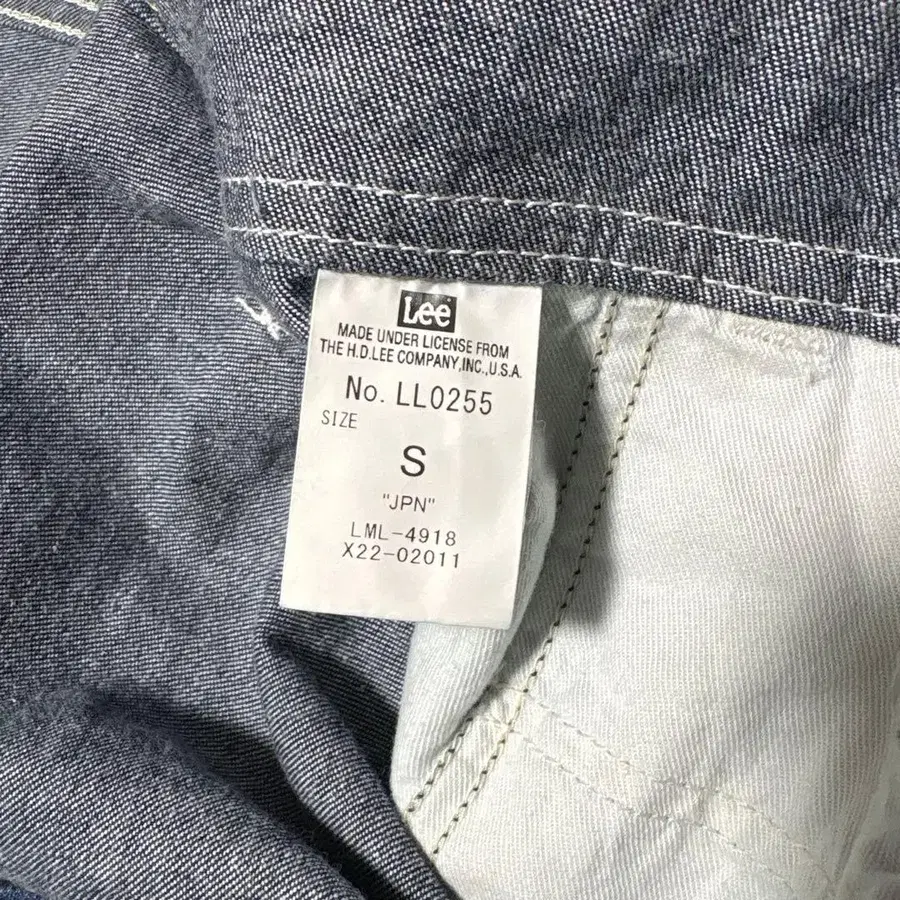 Lee
MADE UNDER LICENSE FROM
THE H.D.LEE COMPANY,INC.,U.S.A.
No. LL0255
SIZE
S
"JPN"
LML-4918
X22-02011